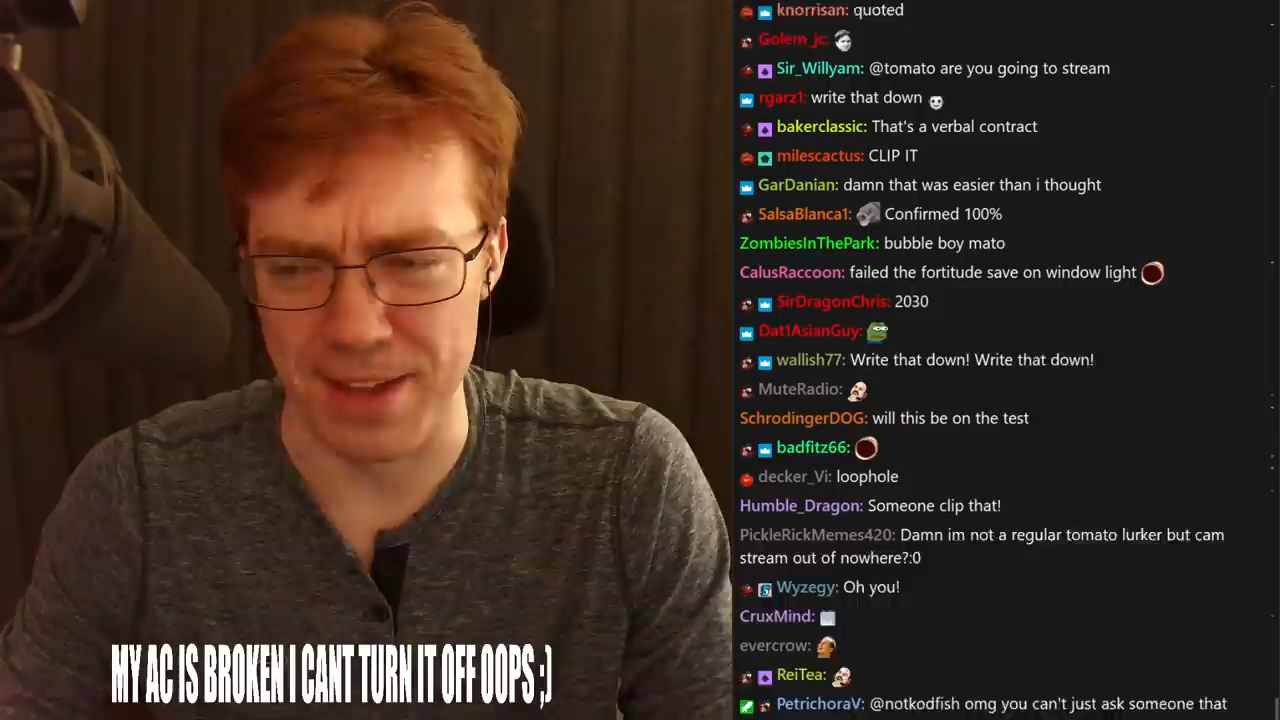 knorrisan: quoted
Golem_jc:
Sir_Willyam: @tomato are you going to stream
rgarz1: write that down
bakerclassic: That's a verbal contract
milescactus: CLIP IT
GarDanian: damn that was easier than i thought
SalsaBlanca1: Confirmed 100%
ZombiesInThePark: bubble boy mato
CalusRaccoon: failed the fortitude save on window light
SirDragonChris: 2030
Dat1AsianGuy:
wallish77: Write that down! Write that down!
MuteRadio:
SchrodingerDOG: will this be on the test
badfitz66:
decker_Vi: loophole
Humble_Dragon: Someone clip that!
PickleRickMemes420: Damn im not a regular tomato lurker but cam
stream out of nowhere?:0
Wyzegy: Oh you!
CruxMind:
evercrow:
ReiTea:
PetrichoraV: @notkodfish omg you can't just ask someone that
MY AC IS BROKEN I CANT TURN IT OFF OOPS ;)